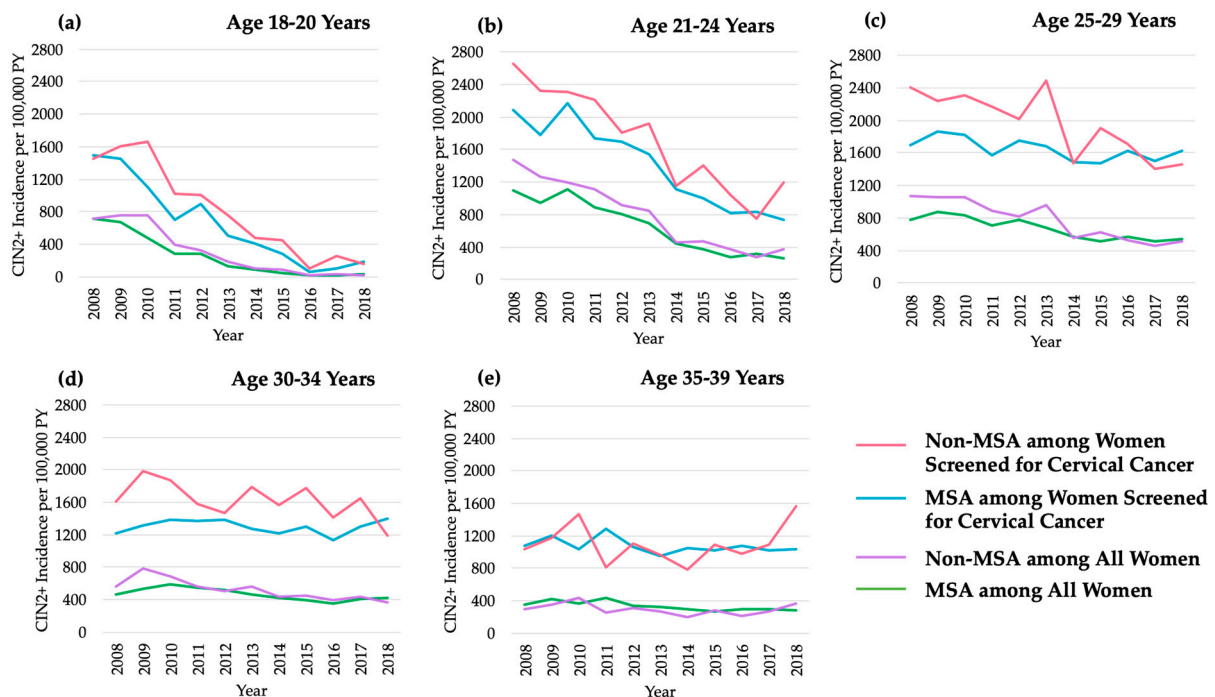 (a) Age 18-20 Years
CIN2+ Incidence per 100,000 PY
2800
2400
2000
1600
1200
800
400
0
2008 2009 2010 2011 2012 2013 2014 2015 2016 2017 2018
Year
(b) Age 21-24 Years
CIN2+ Incidence per 100,000 PY
2800
2400
2000
1600
1200
800
400
0
2008 2009 2010 2011 2012 2013 2014 2015 2016 2017 2018
Year
(c) Age 25-29 Years
CIN2+ Incidence per 100,000 PY
2800
2400
2000
1600
1200
800
400
0
2008 2009 2010 2011 2012 2013 2014 2015 2016 2017 2018
Year
(d) Age 30-34 Years
CIN2+ Incidence per 100,000 PY
2800
2400
2000
1600
1200
800
400
0
2008 2009 2010 2011 2012 2013 2014 2015 2016 2017 2018
Year
(e) Age 35-39 Years
CIN2+ Incidence per 100,000 PY
2800
2400
2000
1600
1200
800
400
0
2008 2009 2010 2011 2012 2013 2014 2015 2016 2017 2018
Year
Non-MSA among Women
Screened for Cervical Cancer
MSA among Women Screened
for Cervical Cancer
Non-MSA among All Women
MSA among All Women